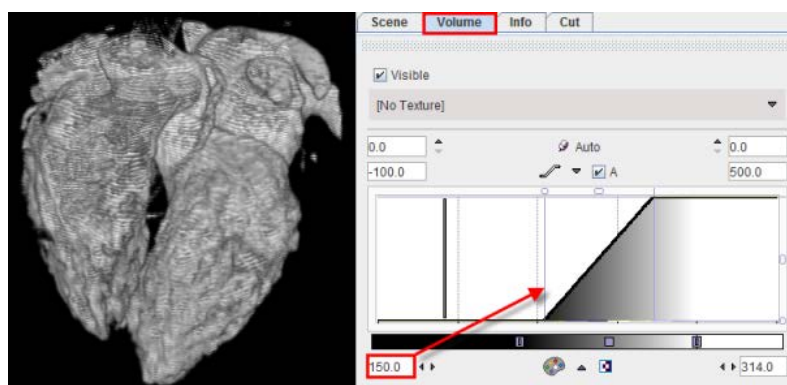 Scene Volume Info Cut
Visible
[No Texture]
0.0 Auto 0.0
-100.0 A 500.0
150.0 314.0